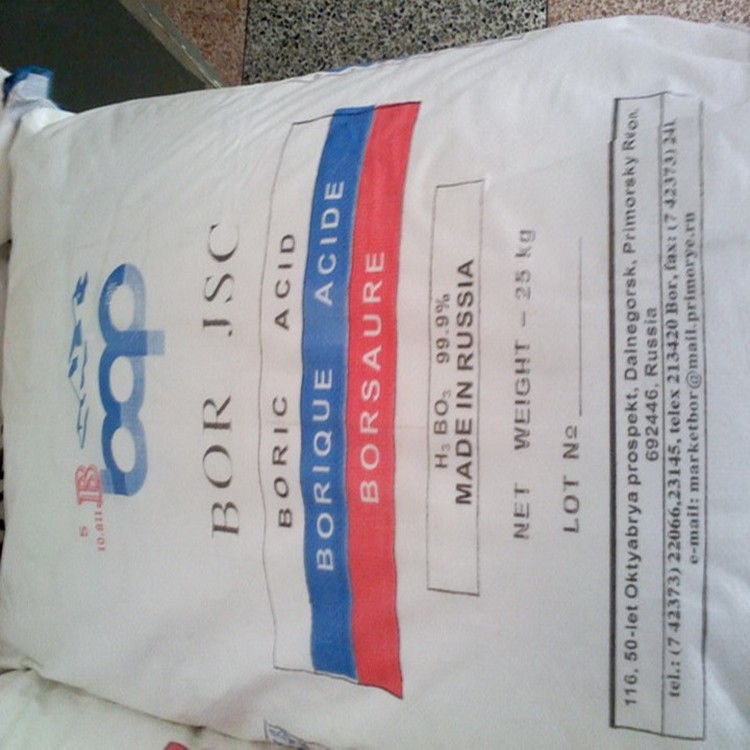 5 B
10.811
BOR JSC
BORIC ACID
BORIQUE ACIDE
BORSAURE
H₃BO₃ 99.9%
MADE IN RUSSIA
NET WEIGHT – 25 kg
LOT №
116, 50-let Oktyabrya prospekt, Dalnegorsk, Primorsky
692446, Russia
tel.: (7 42373) 22066,23145, telex 213420 Bor,fax: (7 42373) 241
e-mail: marketbor@mail.primorye.ru